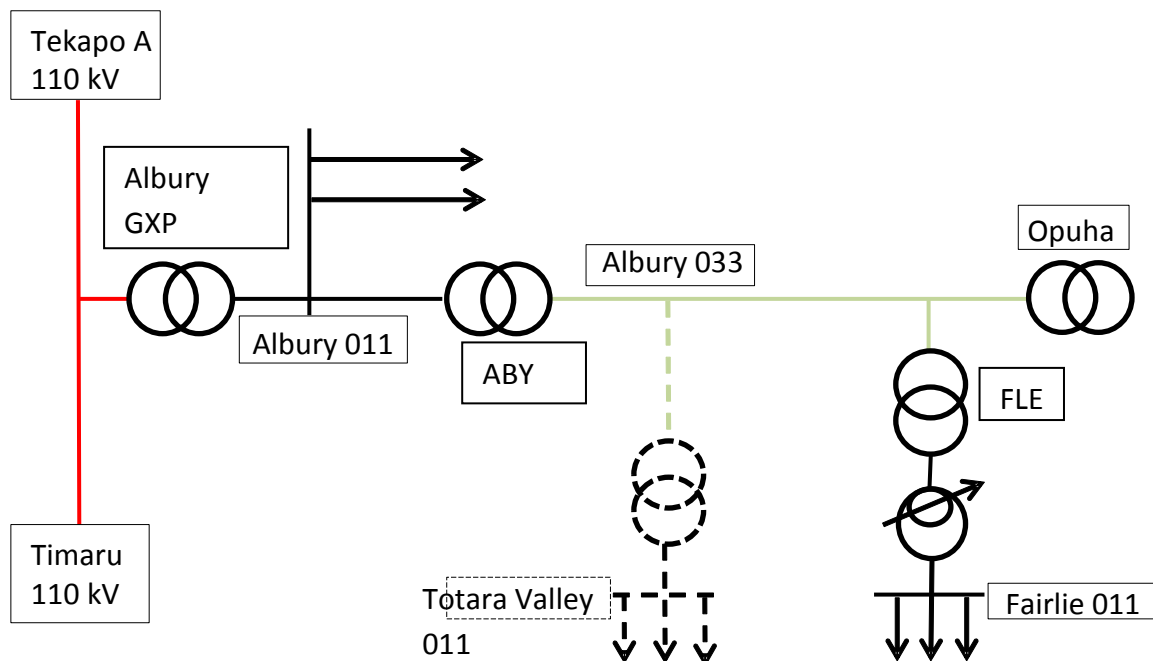 Tekapo A
110 kV
Albury
GXP
Opuha
Albury 033
Albury 011
ABY
FLE
Timaru
110 kV
Totara Valley
011
Fairlie 011